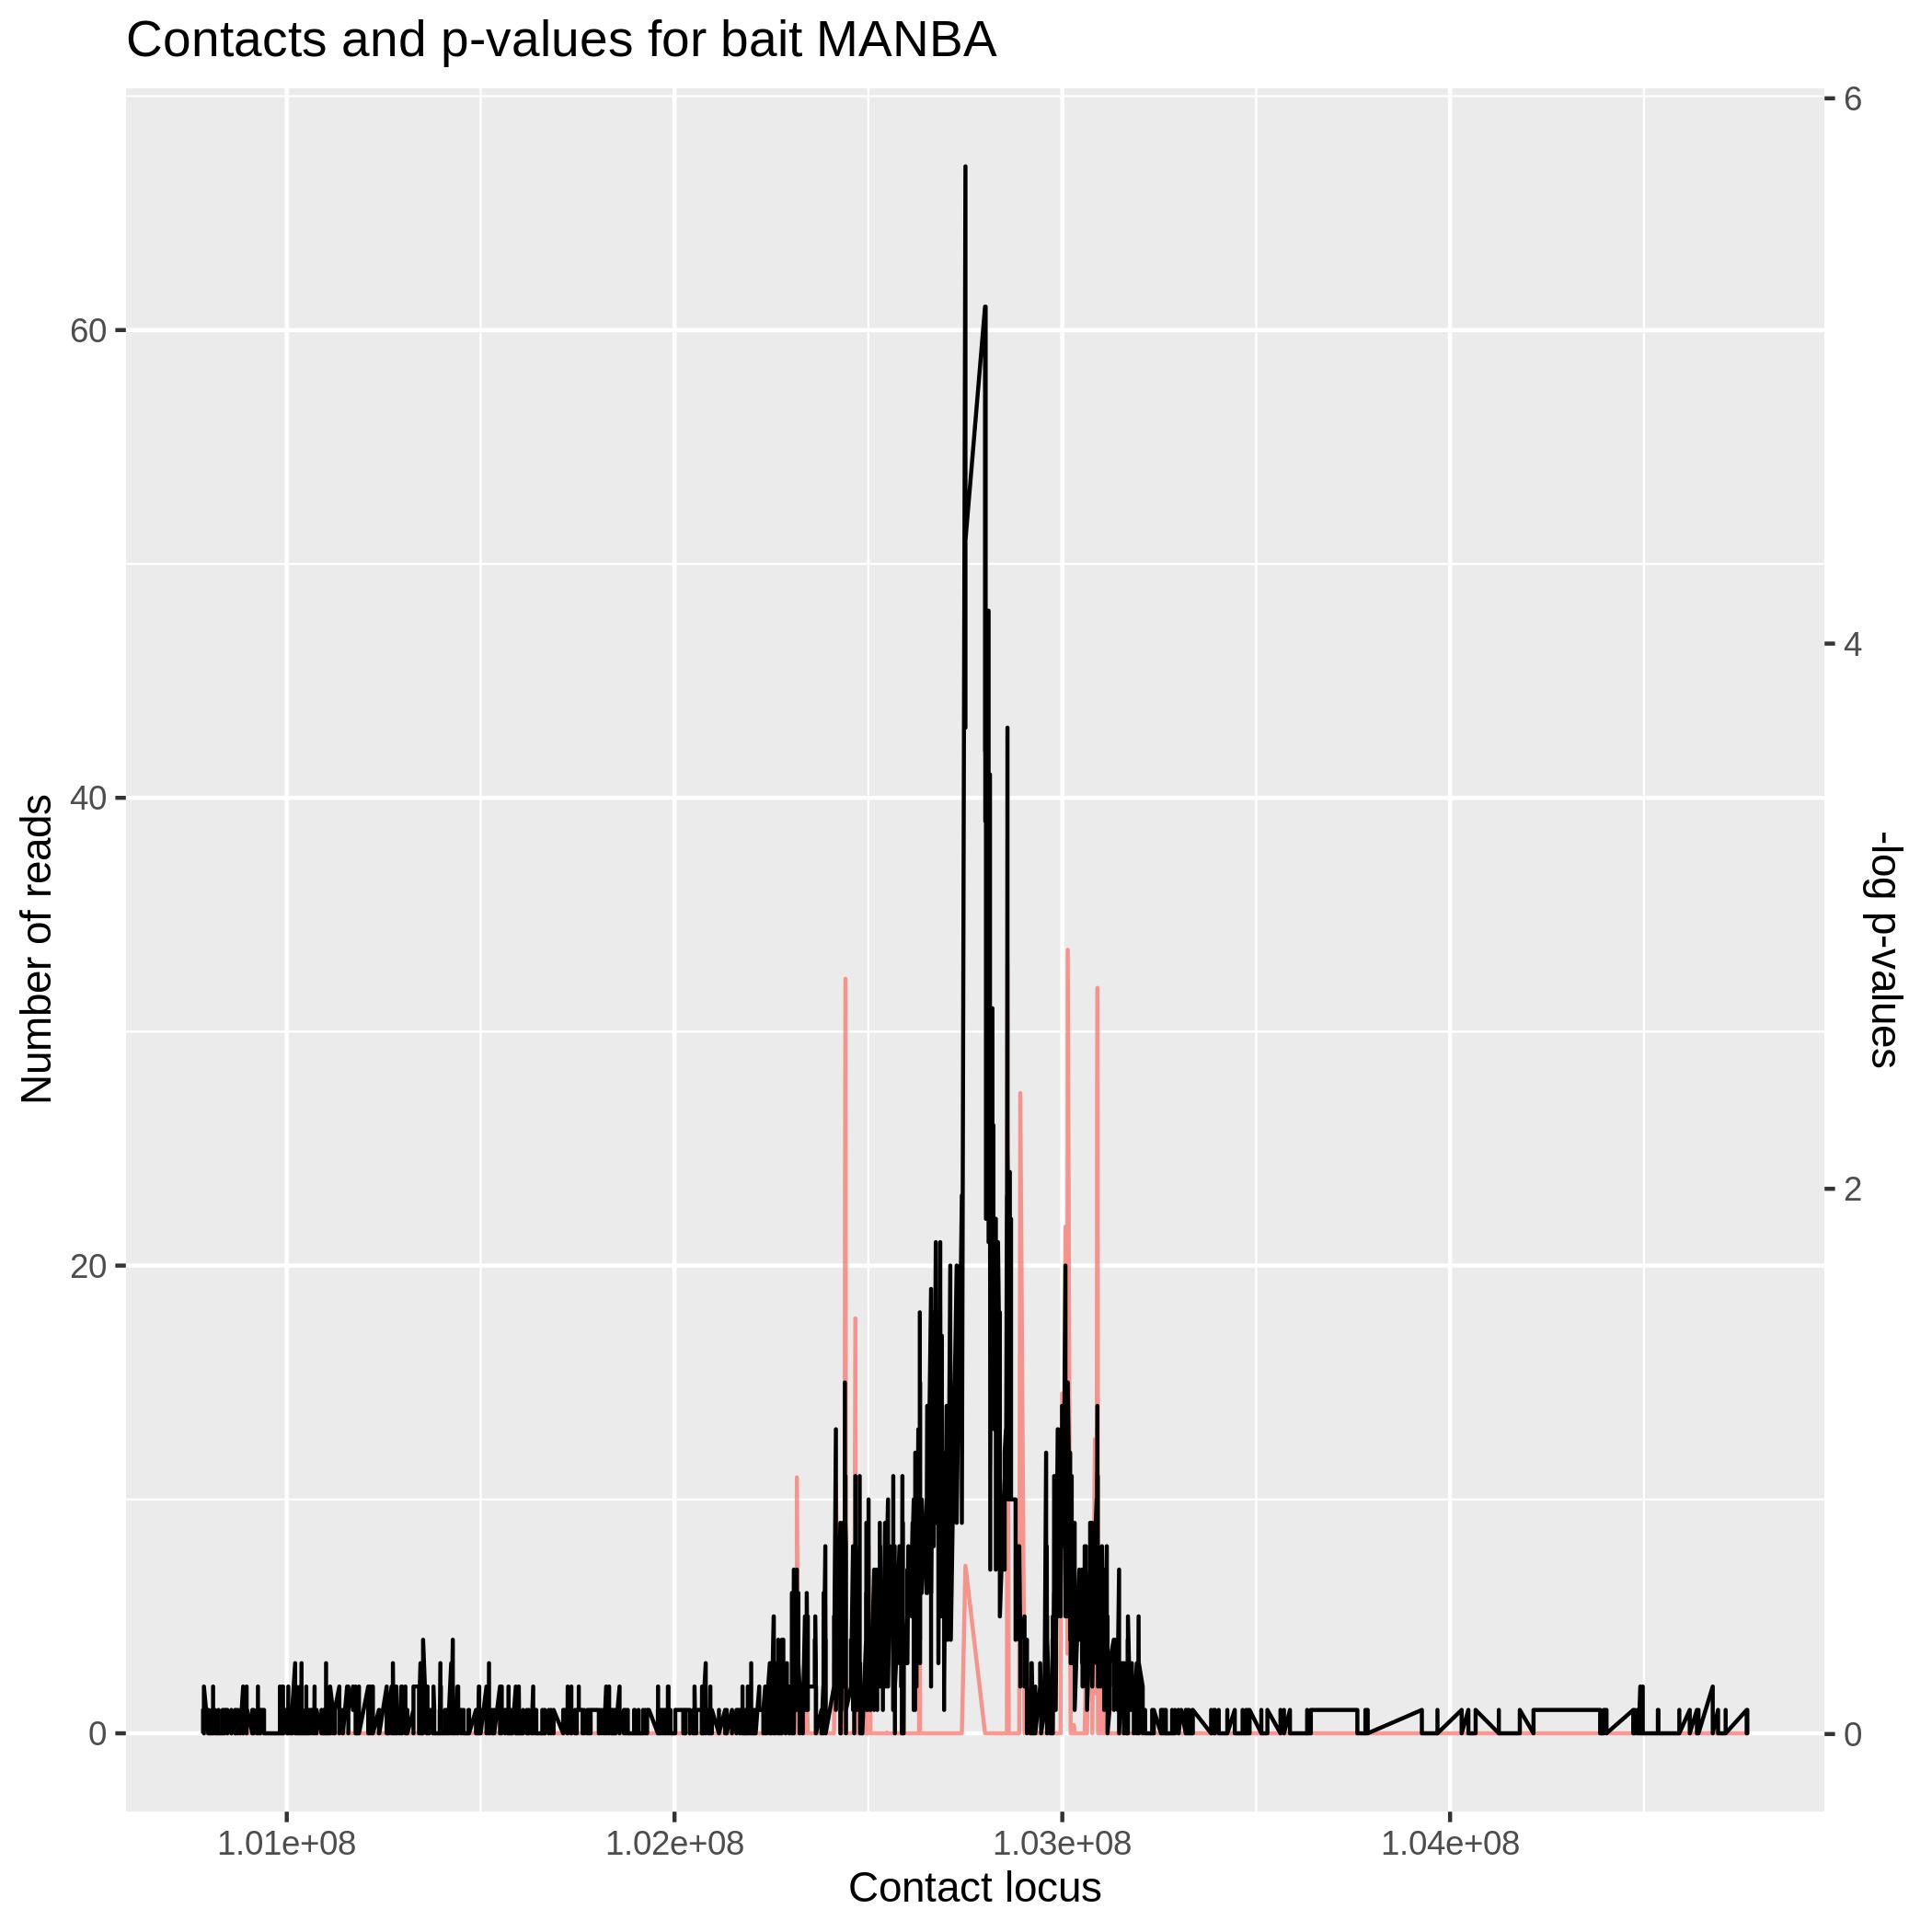 Contacts and p-values for bait MANBA
Number of reads
60
40
20
0
6
4
2
0
-log p-values
1.01e+08 1.02e+08 1.03e+08 1.04e+08
Contact locus